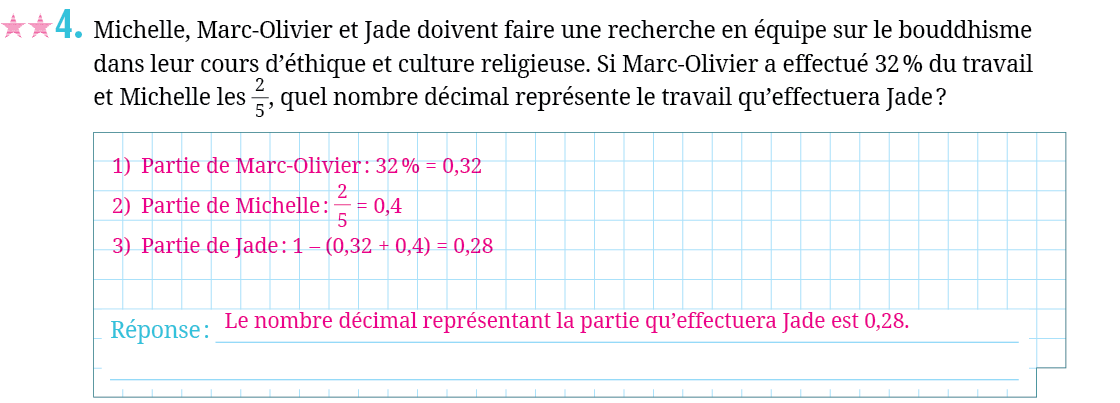 4. Michelle, Marc-Olivier et Jade doivent faire une recherche en équipe sur le bouddhisme
dans leur cours d’éthique et culture religieuse. Si Marc-Olivier a effectué 32 % du travail
et Michelle les 2/5, quel nombre décimal représente le travail qu’effectuera Jade ?
1) Partie de Marc-Olivier : 32 % = 0,32
2) Partie de Michelle : 2/5 = 0,4
3) Partie de Jade : 1 – (0,32 + 0,4) = 0,28
Réponse : Le nombre décimal représentant la partie qu’effectuera Jade est 0,28.